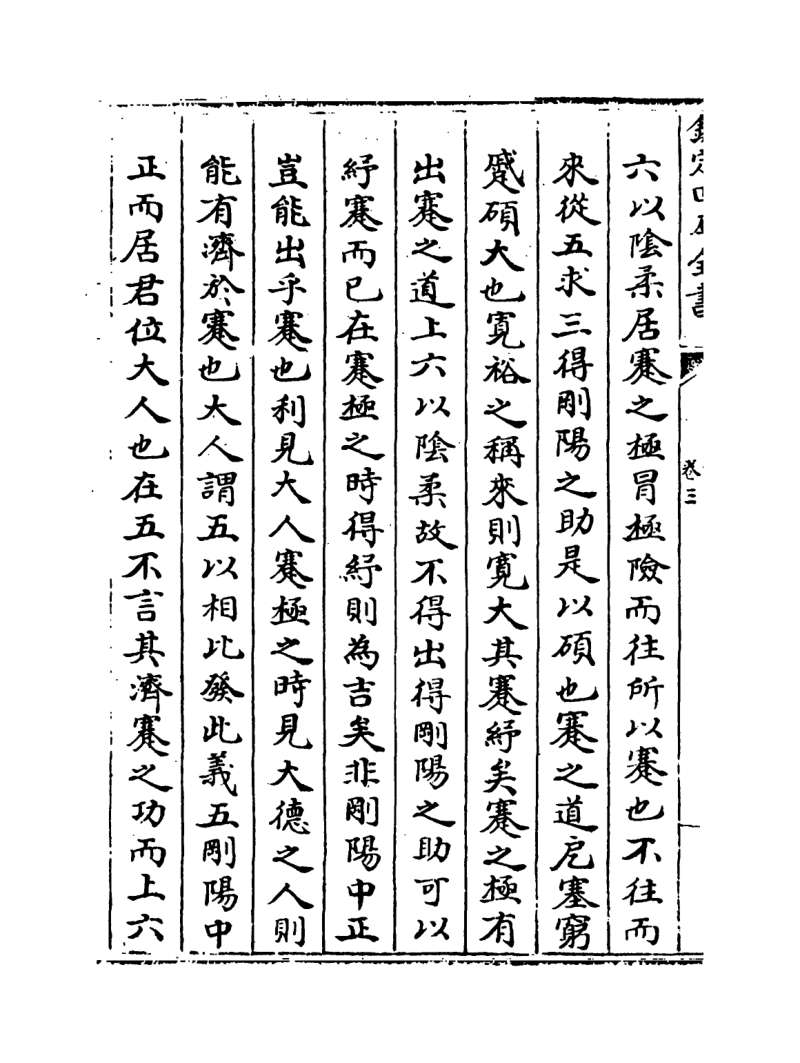 欽定四庫全書
卷三
六以陰柔居蹇之極冒極險而往所以蹇也不往而
來從五求三得剛陽之助是以碩也蹇之道戹塞窮
蹙碩大也寛裕之稱來則寛大其蹇紓矣蹇之極有
出蹇之道上六以陰柔故不得出得剛陽之助可以
紓蹇而已在蹇極之時得紓則為吉矣非剛陽中正
豈能出乎蹇也利見大人蹇極之時見大德之人則
能有濟於蹇也大人謂五以相比發此義五剛陽中
正而居君位大人也在五不言其濟蹇之功而上六